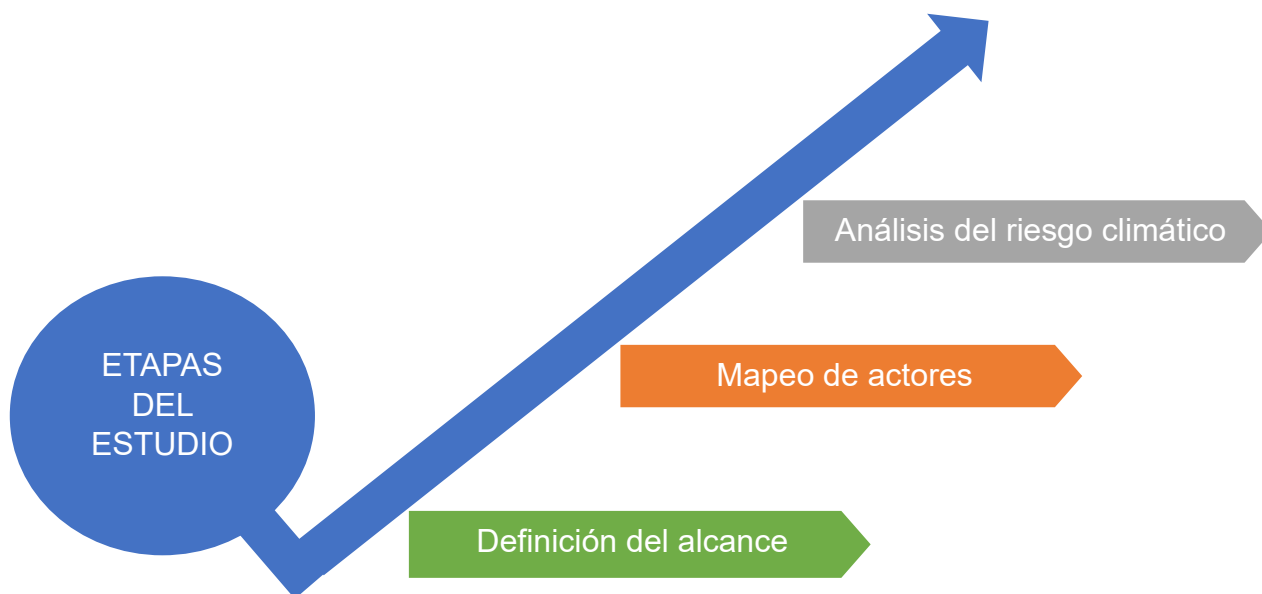 Análisis del riesgo climático
ETAPAS
DEL
ESTUDIO
Mapeo de actores
Definición del alcance